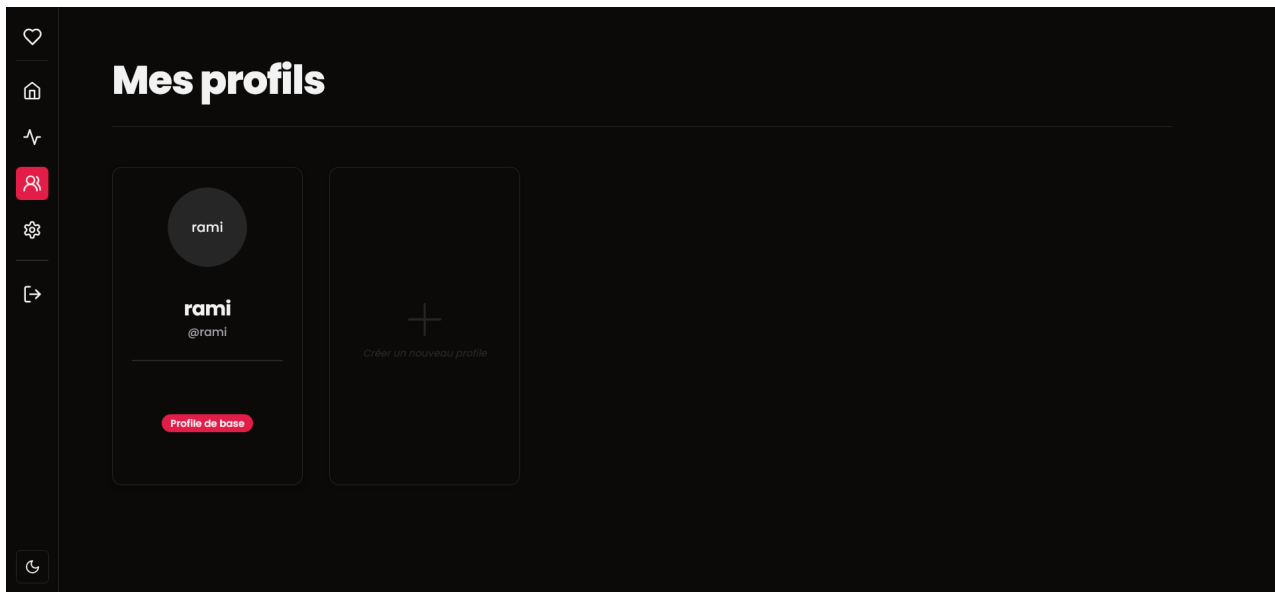 Mes profils
rami
rami
@rami
Profile de base
Créer un nouveau profile